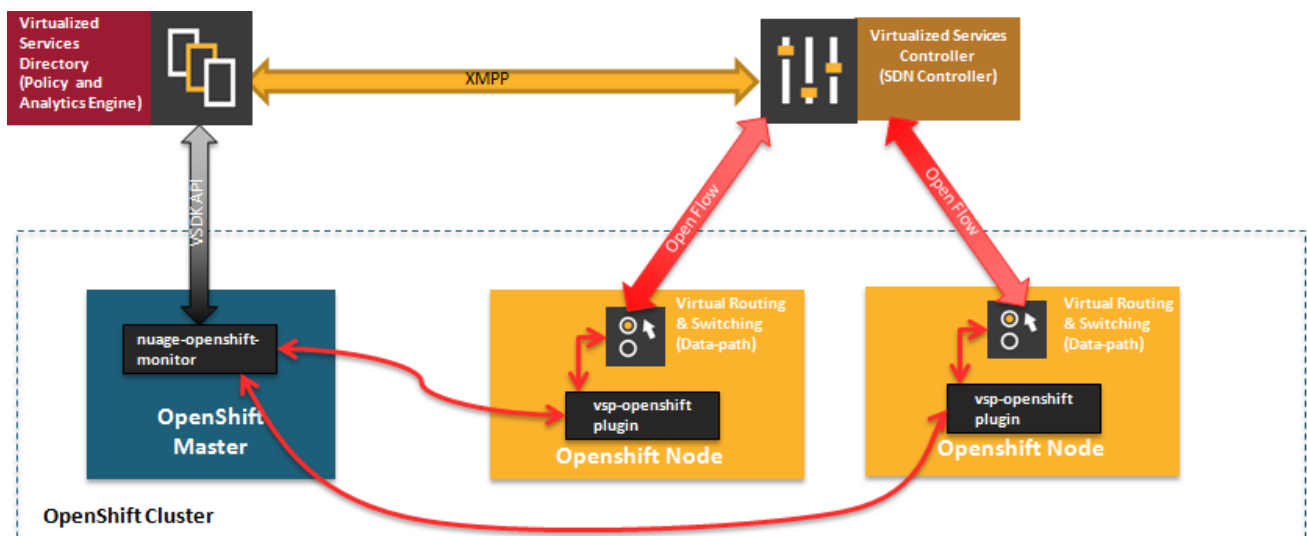 Virtualized
Services
Directory
(Policy and
Analytics Engine)
XMPP
Virtualized Services
Controller
(SDN Controller)
VSDK API
Open Flow
Open Flow
nuage-openshift-
monitor
OpenShift
Master
Virtual Routing
& Switching
(Data-path)
vsp-openshift
plugin
Openshift Node
Virtual Routing
& Switching
(Data-path)
vsp-openshift
plugin
Openshift Node
OpenShift Cluster